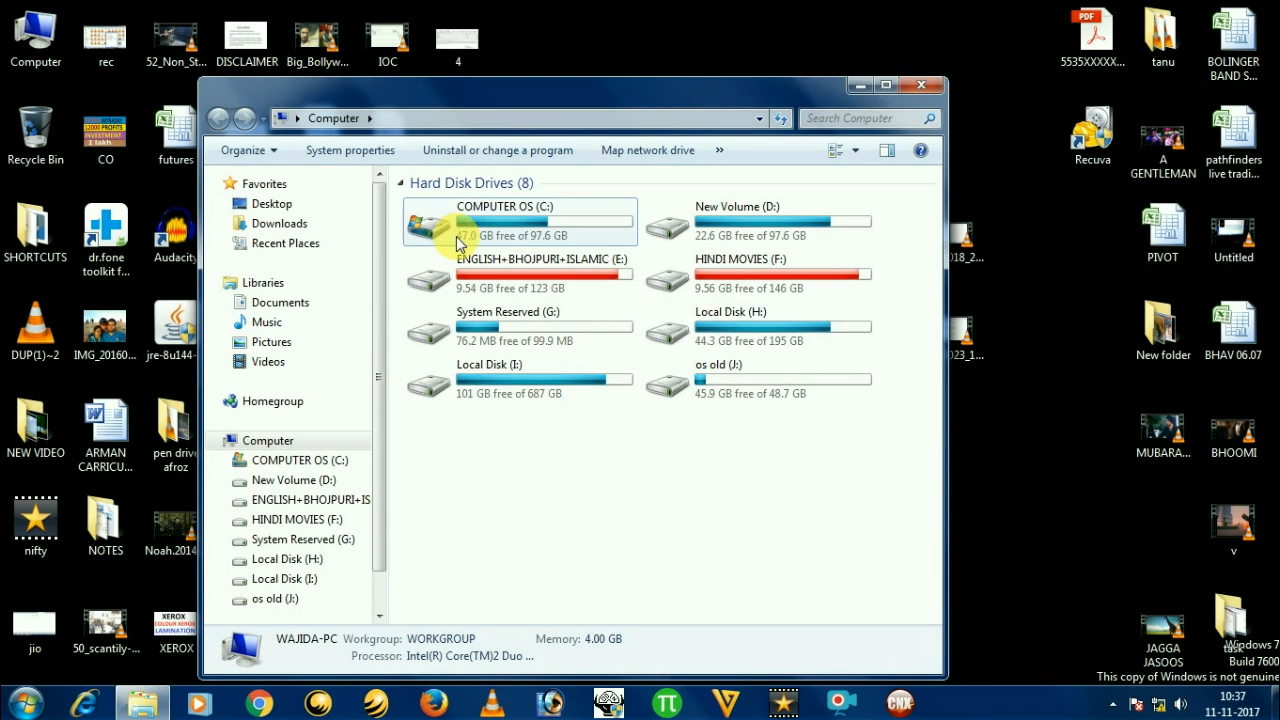 Computer
rec
52_Non_St...
DISCLAIMER
Big_Bollyw...
IOC
4
PDF
5535XXXXX...
tanu
BOLINGER
BAND S...
Recycle Bin
CO
futures
Recuva
A
GENTLEMAN
pathfinders
live tradi...
SHORTCUTS
dr.fone
toolkit f...
Audacity
018_2...
PIVOT
Untitled
DUP(1)~2
IMG_20160...
jre-8u144-
023_1...
New folder
BHAV 06.07
NEW VIDEO
ARMAN
CARRICU...
pen drive
afroz
MUBARA...
BHOOMI
nifty
NOTES
Noah.2014
v
XEROX
COLOUR XEROX
LAMINATION
jio
50_scantily-...
XEROX
JAGGA
JASOOS
task
Computer
Search Computer
Organize
System properties
Uninstall or change a program
Map network drive
»
Favorites
Desktop
Downloads
Recent Places
Libraries
Documents
Music
Pictures
Videos
Homegroup
Computer
COMPUTER OS (C:)
New Volume (D:)
ENGLISH+BHOJPURI+IS
HINDI MOVIES (F:)
System Reserved (G:)
Local Disk (H:)
Local Disk (I:)
os old (J:)
Hard Disk Drives (8)
COMPUTER OS (C:)
GB free of 97.6 GB
New Volume (D:)
22.6 GB free of 97.6 GB
ENGLISH+BHOJPURI+ISLAMIC (E:)
9.54 GB free of 123 GB
HINDI MOVIES (F:)
9.56 GB free of 146 GB
System Reserved (G:)
76.2 MB free of 99.9 MB
Local Disk (H:)
44.3 GB free of 195 GB
Local Disk (I:)
101 GB free of 687 GB
os old (J:)
45.9 GB free of 48.7 GB
WAJIDA-PC Workgroup: WORKGROUP Memory: 4.00 GB
Processor: Intel(R) Core(TM)2 Duo ...
Windows 7
Build 7600
This copy of Windows is not genuine
CNX
10:37
11-11-2017